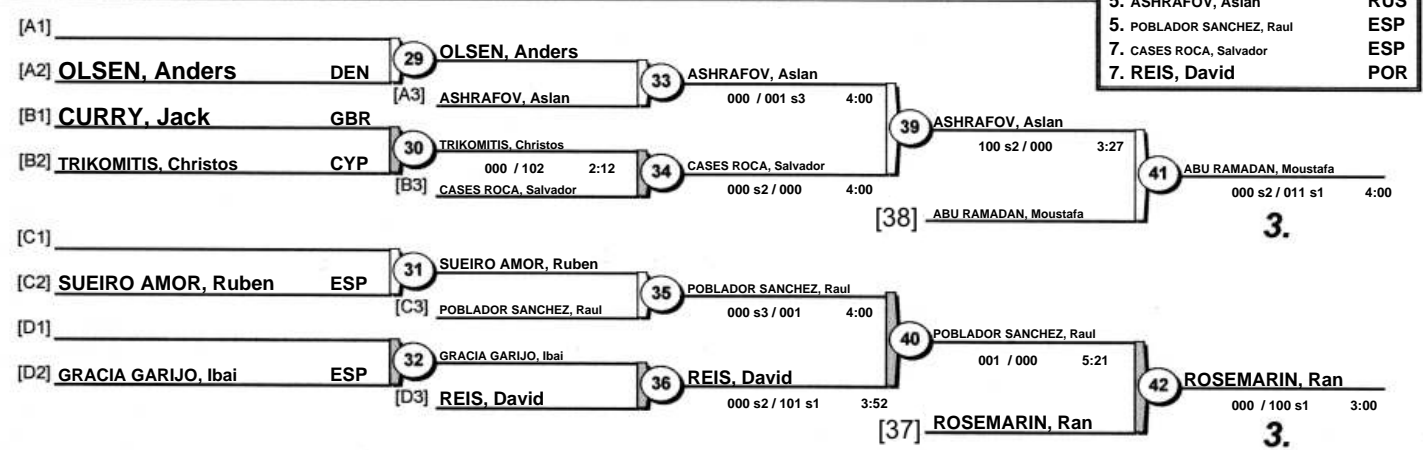 5. ASHRAFOV, Aslan RUS
5. POBLADOR SANCHEZ, Raul ESP
7. CASES ROCA, Salvador ESP
7. REIS, David POR
[A1]
[A2] OLSEN, Anders DEN
29
OLSEN, Anders
[A3] ASHRAFOV, Aslan
33
ASHRAFOV, Aslan
000 / 001 s3 4:00
[B1] CURRY, Jack GBR
[B2] TRIKOMITIS, Christos CYP
30
TRIKOMITIS, Christos
000 / 102 2:12
[B3] CASES ROCA, Salvador
34
CASES ROCA, Salvador
000 s2 / 000 4:00
39
ASHRAFOV, Aslan
100 s2 / 000 3:27
[38] ABU RAMADAN, Moustafa
41
ABU RAMADAN, Moustafa
000 s2 / 011 s1 4:00
3.
[C1]
[C2] SUEIRO AMOR, Ruben ESP
31
SUEIRO AMOR, Ruben
[C3] POBLADOR SANCHEZ, Raul
35
POBLADOR SANCHEZ, Raul
000 s3 / 001 4:00
[D1]
[D2] GRACIA GARIJO, Ibai ESP
32
GRACIA GARIJO, Ibai
[D3] REIS, David
36
REIS, David
000 s2 / 101 s1 3:52
40
POBLADOR SANCHEZ, Raul
001 / 000 5:21
[37] ROSEMARIN, Ran
42
ROSEMARIN, Ran
000 / 100 s1 3:00
3.